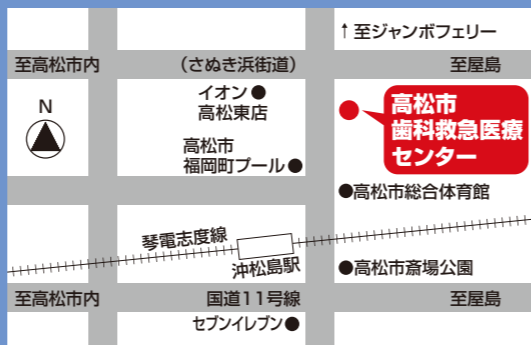 ↑至ジャンボフェリー
至高松市内
（さぬき浜街道）
至屋島
イオン●
高松東店
高松市
歯科救急医療
センター
N
高松市
福岡町プール●
●高松市総合体育館
琴電志度線
沖松島駅
●高松市斎場公園
至高松市内
国道11号線
至屋島
セブンイレブン●